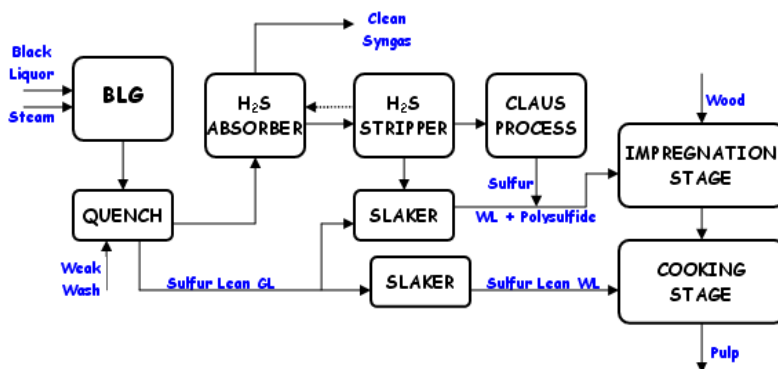 Clean
Syngas
Black
Liquor
Steam
BLG
H₂S
ABSORBER
H₂S
STRIPPER
CLAUS
PROCESS
Wood
IMPREGNATION
STAGE
Sulfur
QUENCH
SLAKER
WL + Polysulfide
Weak
Wash
Sulfur Lean GL
SLAKER
Sulfur Lean WL
COOKING
STAGE
Pulp